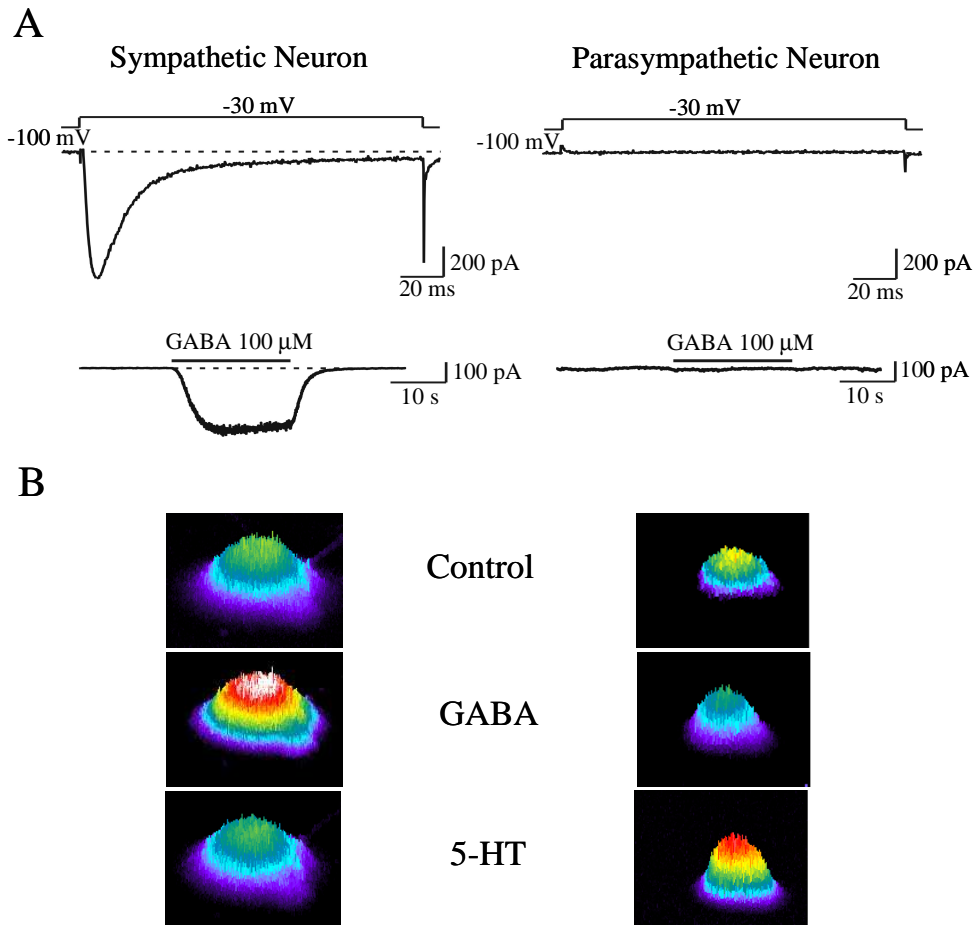 A
Sympathetic Neuron
Parasympathetic Neuron
-30 mV
-30 mV
-100 mV
-100 mV
200 pA
20 ms
200 pA
20 ms
GABA 100 μM
100 pA
10 s
GABA 100 μM
100 pA
10 s
B
Control
GABA
5-HT